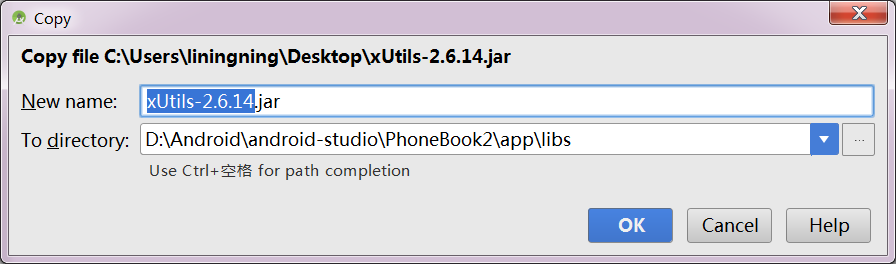 Copy
Copy file C:\Users\liningning\Desktop\xUtils-2.6.14.jar
New name: xUtils-2.6.14.jar
To directory: D:\Android\android-studio\PhoneBook2\app\libs ...
Use Ctrl+空格 for path completion
OK Cancel Help